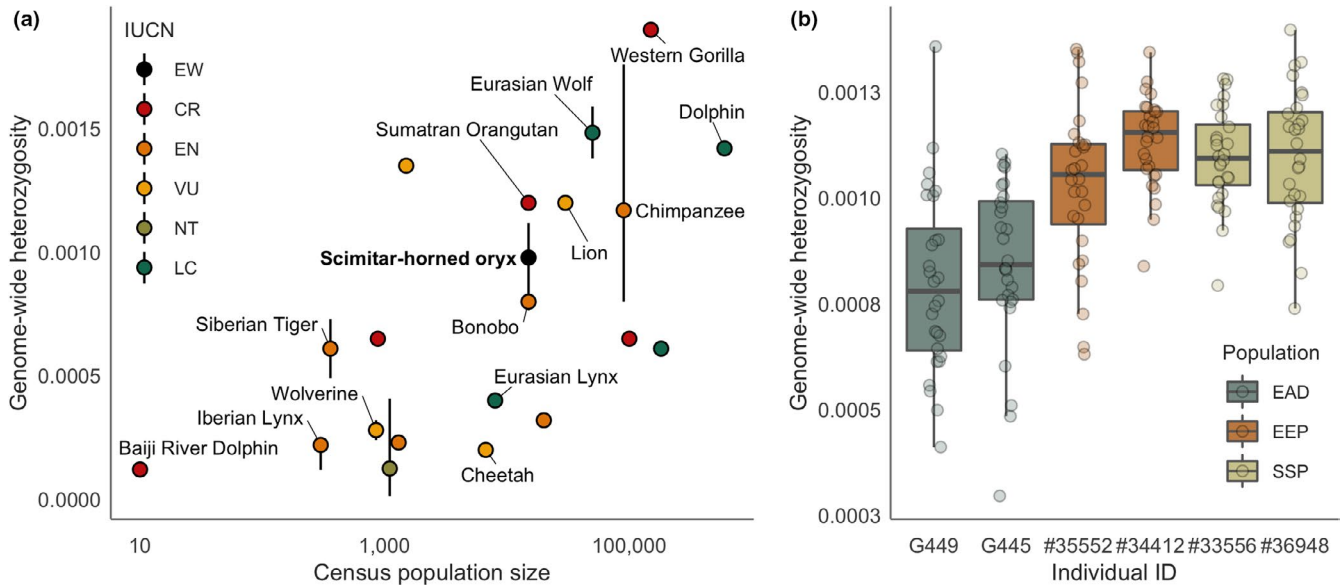 (a)
IUCN
EW
CR
EN
VU
NT
LC
Western Gorilla
Eurasian Wolf
Dolphin
Sumatran Orangutan
Chimpanzee
Lion
Scimitar-horned oryx
Bonobo
Siberian Tiger
Eurasian Lynx
Wolverine
Iberian Lynx
Baiji River Dolphin
Cheetah
Genome-wide heterozygosity
0.0015
0.0010
0.0005
0.0000
10 1,000 100,000
Census population size
(b)
Genome-wide heterozygosity
0.0013
0.0010
0.0008
0.0005
0.0003
Population
EAD
EEP
SSP
G449 G445 #35552 #34412 #33556 #36948
Individual ID